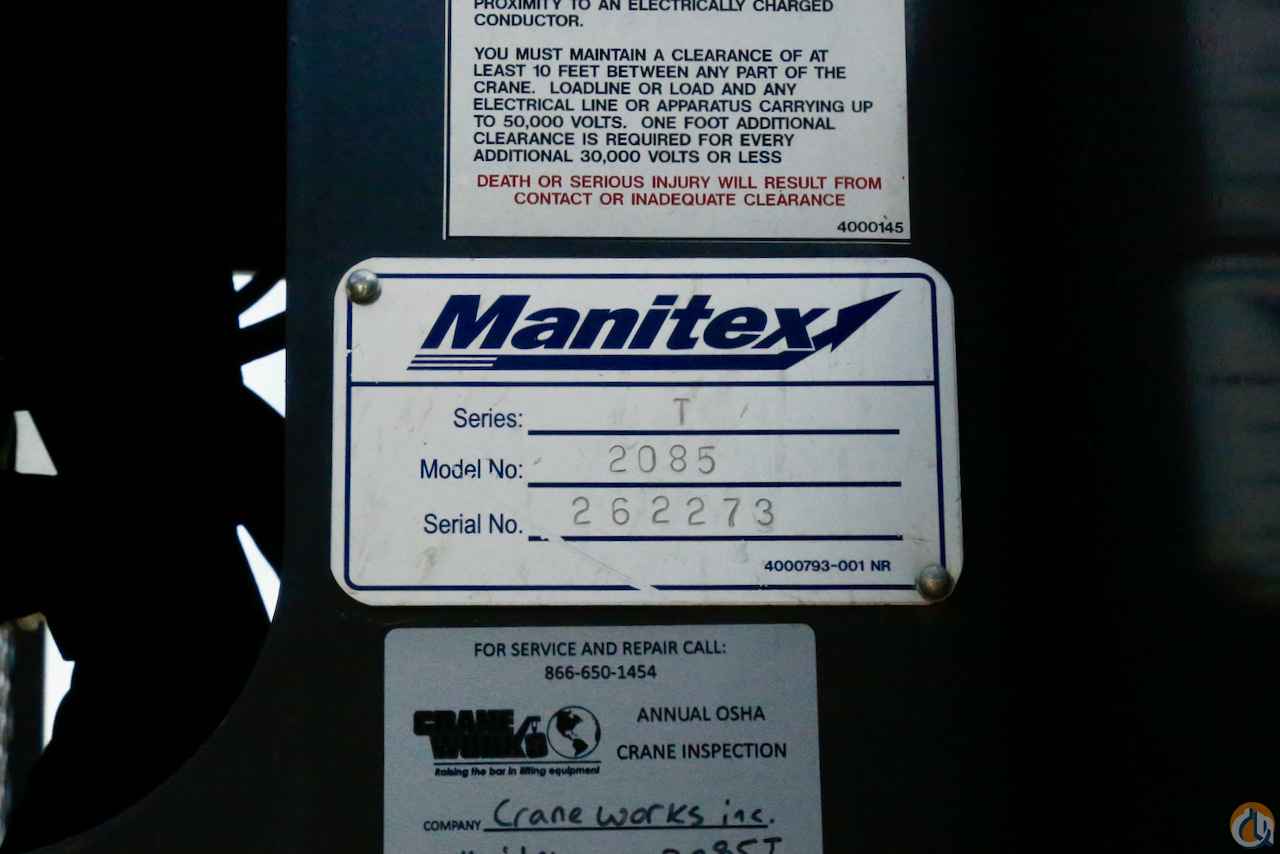 PROXIMITY TO AN ELECTRICALLY CHARGED
CONDUCTOR.
YOU MUST MAINTAIN A CLEARANCE OF AT
LEAST 10 FEET BETWEEN ANY PART OF THE
CRANE. LOADLINE OR LOAD AND ANY
ELECTRICAL LINE OR APPARATUS CARRYING UP
TO 50,000 VOLTS. ONE FOOT ADDITIONAL
CLEARANCE IS REQUIRED FOR EVERY
ADDITIONAL 30,000 VOLTS OR LESS
DEATH OR SERIOUS INJURY WILL RESULT FROM
CONTACT OR INADEQUATE CLEARANCE
4000145
Manitex
Series: T
Model No: 2085
Serial No. 262273
4000793-001 NR
FOR SERVICE AND REPAIR CALL:
866-650-1454
CRANE
WORKS
Raising the bar in lifting equipment
ANNUAL OSHA
CRANE INSPECTION
COMPANY Crane works inc.
2085T